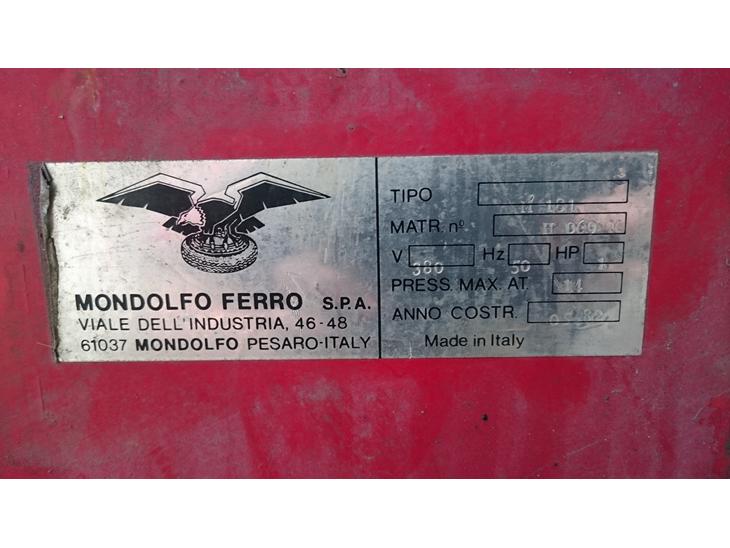 MONDOLFO FERRO S.P.A.
VIALE DELL'INDUSTRIA, 46-48
61037 MONDOLFO PESARO-ITALY
TIPO
MATR. nº
V 380 Hz 50 HP
PRESS. MAX. AT. 14
ANNO COSTR.
Made in Italy